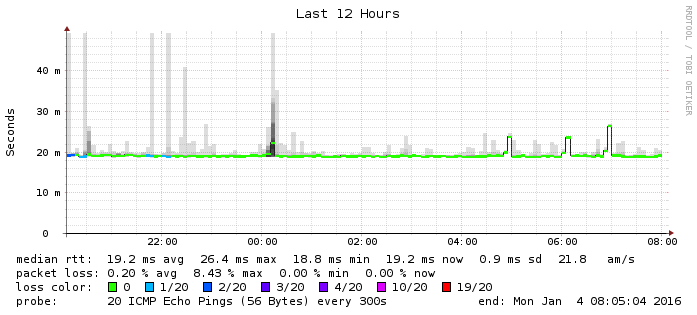 Last 12 Hours
RRDTOOL / TOBI OETIKER
Seconds
40 m
30 m
20 m
10 m
0
22:00 00:00 02:00 04:00 06:00 08:00
median rtt: 19.2 ms avg 26.4 ms max 18.8 ms min 19.2 ms now 0.9 ms sd 21.8 am/s
packet loss: 0.20 % avg 8.43 % max 0.00 % min 0.00 % now
loss color: 0 1/20 2/20 3/20 4/20 10/20 19/20
probe: 20 ICMP Echo Pings (56 Bytes) every 300s end: Mon Jan 4 08:05:04 2016